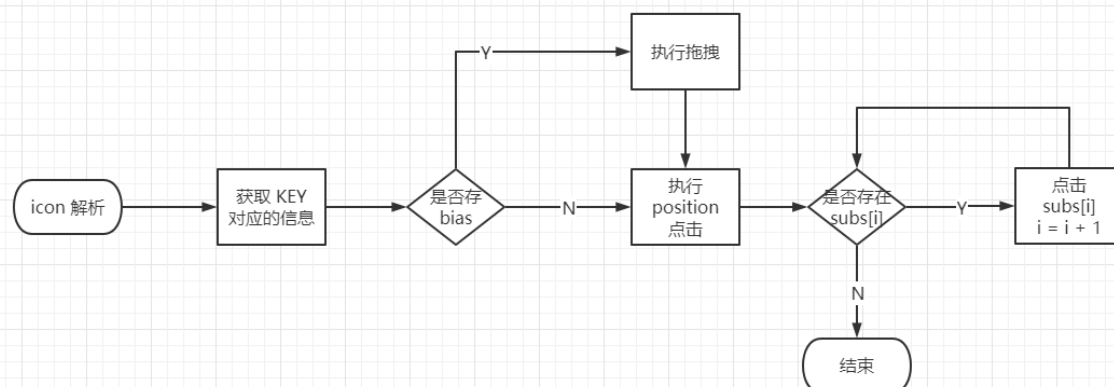 Y
执行拖拽
icon 解析
获取 KEY
对应的信息
是否存
bias
N
执行
position
点击
是否存在
subs[i]
Y
点击
subs[i]
i = i + 1
N
结束